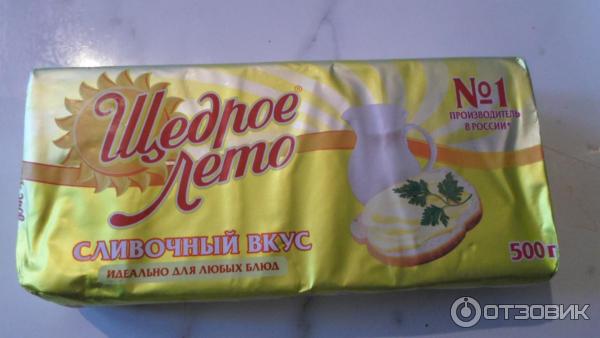 Щедрое®
Лето
СЛИВОЧНЫЙ ВКУС
ИДЕАЛЬНО ДЛЯ ЛЮБЫХ БЛЮД
№1
ПРОИЗВОДИТЕЛЬ
В РОССИИ*
500 г
ОТЗОВИК